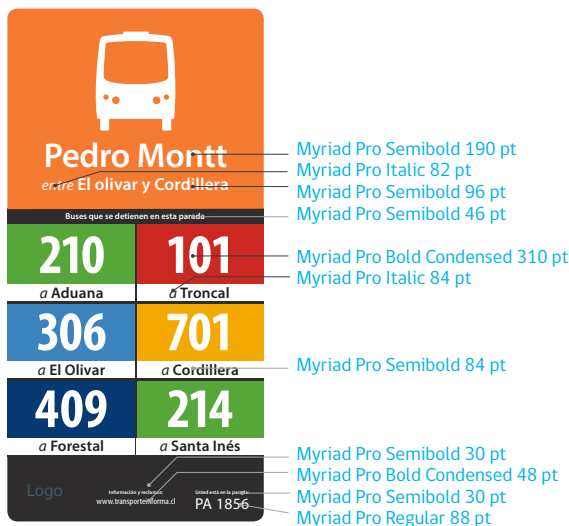 Pedro Montt
entre El olivar y Cordillera
Buses que se detienen en esta parada
210
101
a Aduana
a Troncal
306
701
a El Olivar
a Cordillera
409
214
a Forestal
a Santa Inés
Logo
Información y reclamos:
www.transporteinforma.cl
Usted está en la parada:
PA 1856
Myriad Pro Semibold 190 pt
Myriad Pro Italic 82 pt
Myriad Pro Semibold 96 pt
Myriad Pro Semibold 46 pt
Myriad Pro Bold Condensed 310 pt
Myriad Pro Italic 84 pt
Myriad Pro Semibold 84 pt
Myriad Pro Semibold 30 pt
Myriad Pro Bold Condensed 48 pt
Myriad Pro Semibold 30 pt
Myriad Pro Regular 88 pt